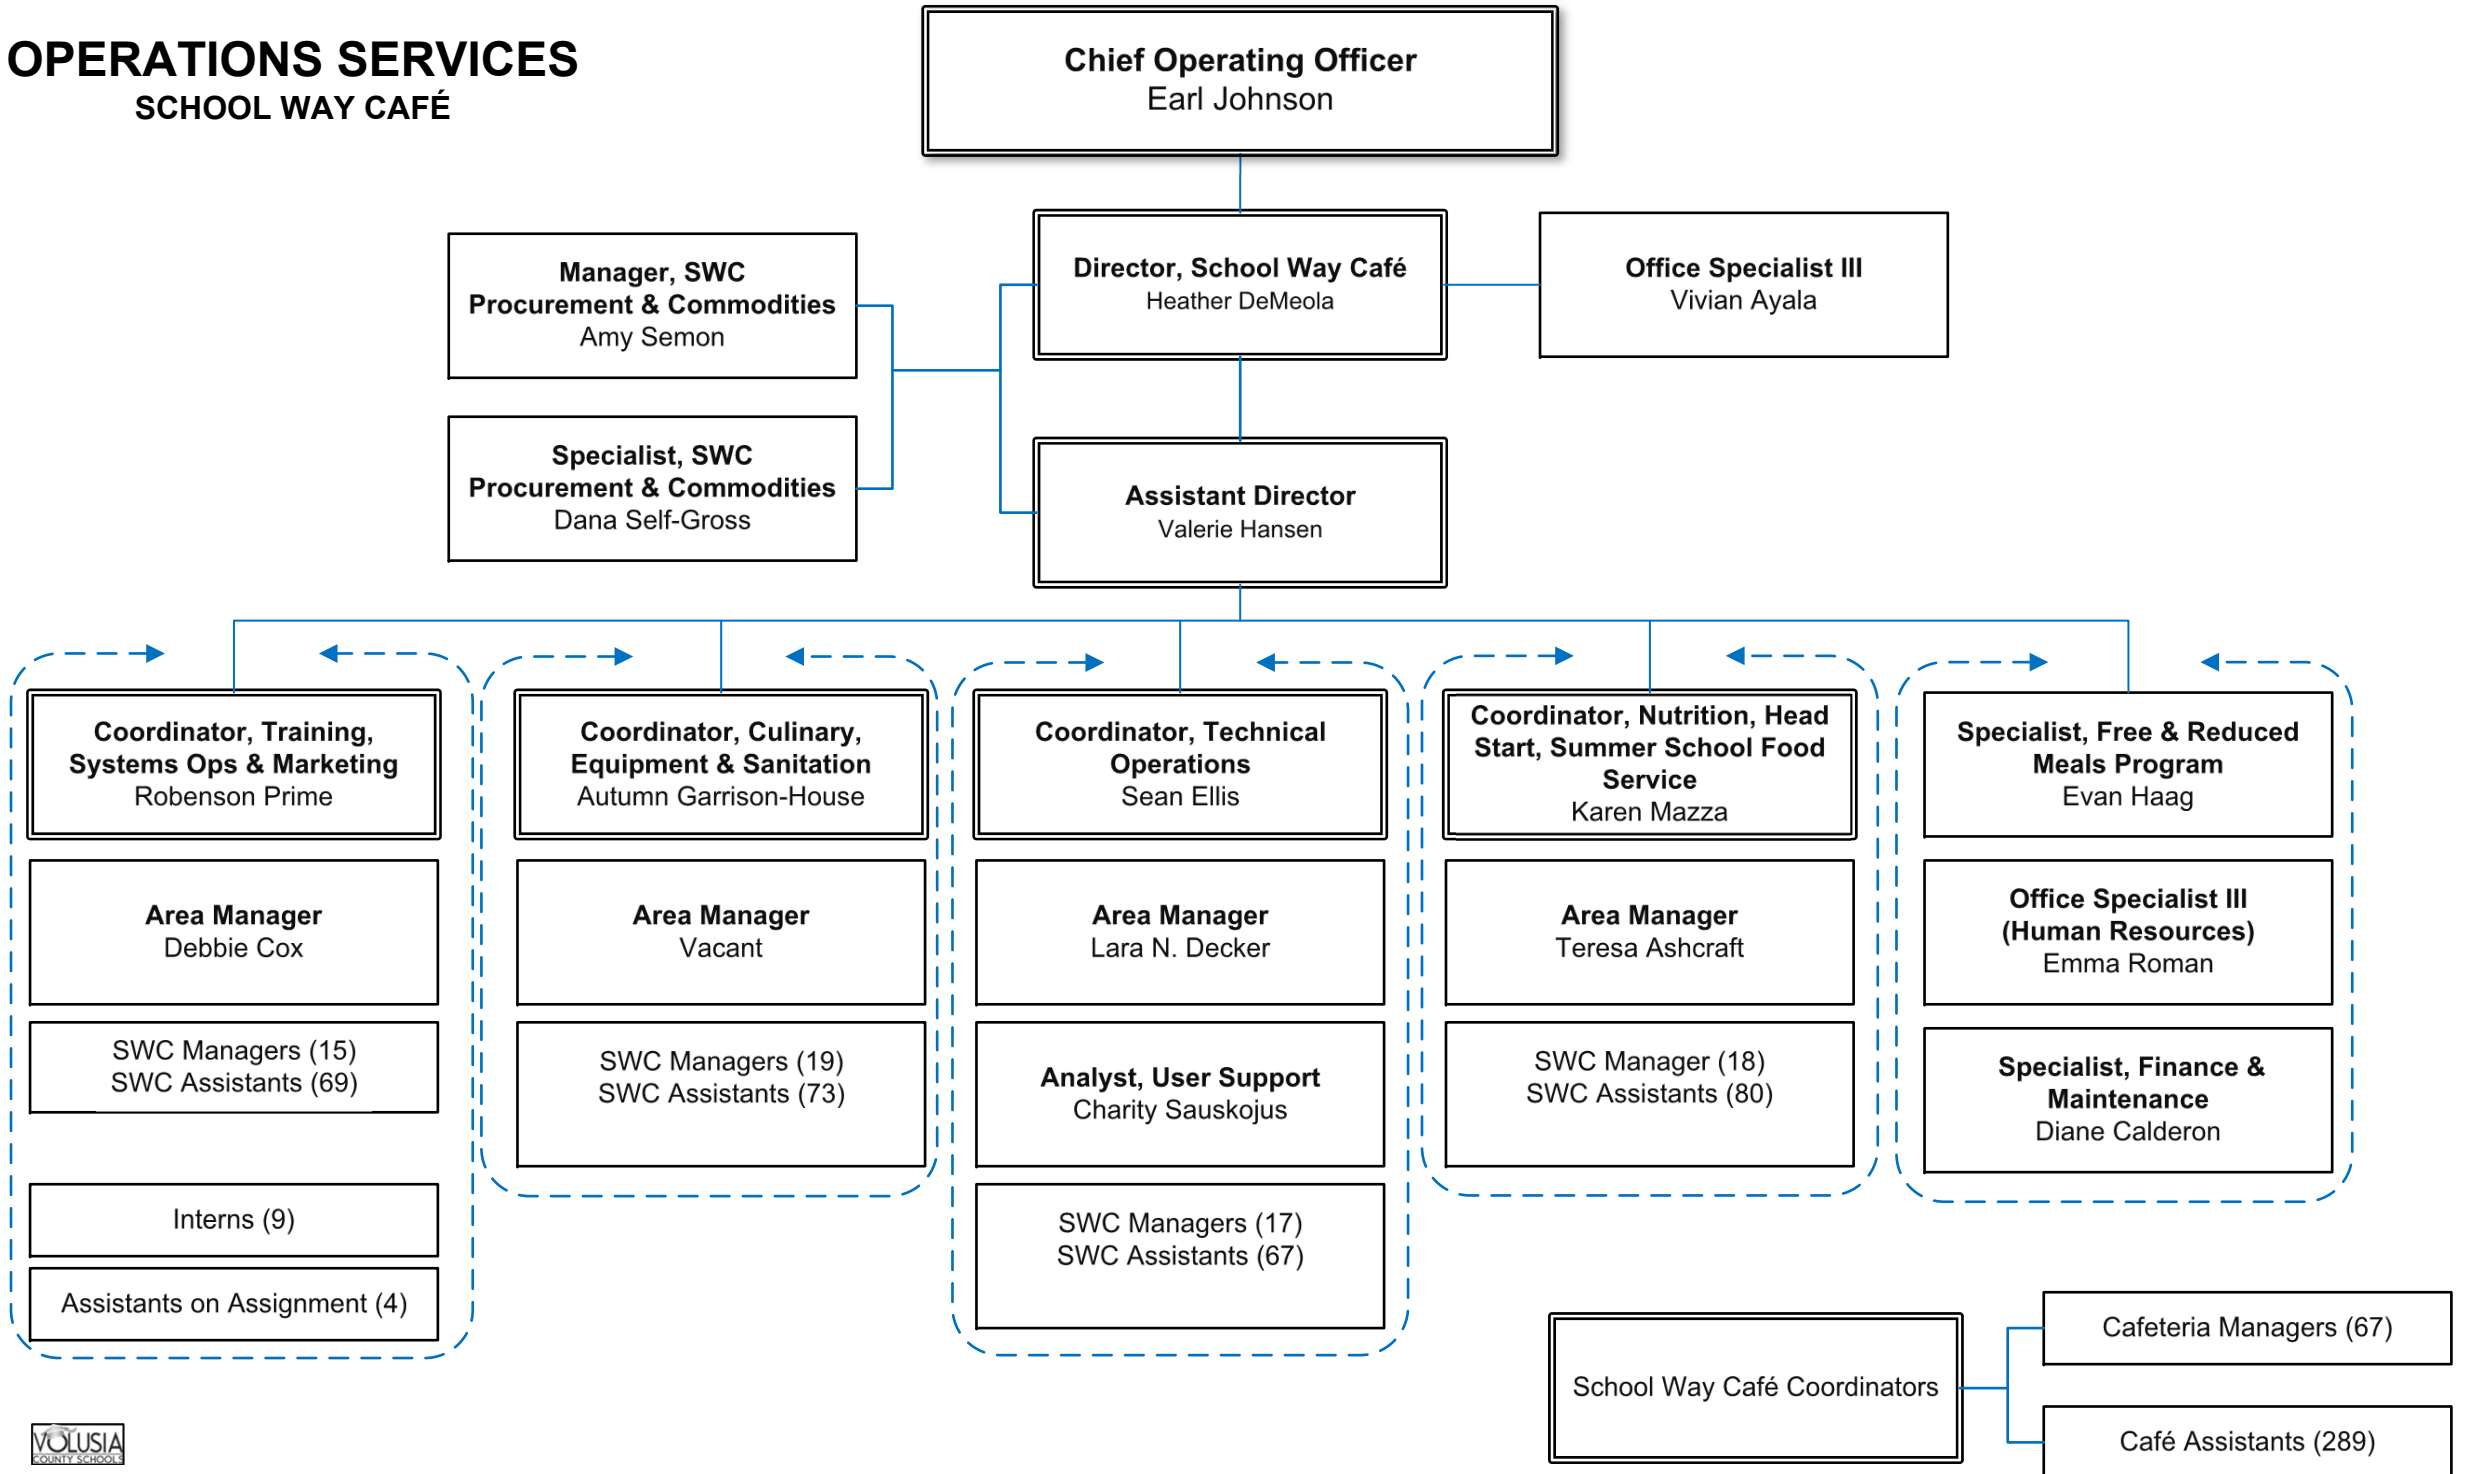 OPERATIONS SERVICES
SCHOOL WAY CAFÉ
Chief Operating Officer
Earl Johnson
Manager, SWC
Procurement & Commodities
Amy Semon
Director, School Way Café
Heather DeMeola
Office Specialist III
Vivian Ayala
Specialist, SWC
Procurement & Commodities
Dana Self-Gross
Assistant Director
Valerie Hansen
Coordinator, Training,
Systems Ops & Marketing
Robenson Prime
Area Manager
Debbie Cox
SWC Managers (15)
SWC Assistants (69)
Interns (9)
Assistants on Assignment (4)
Coordinator, Culinary,
Equipment & Sanitation
Autumn Garrison-House
Area Manager
Vacant
SWC Managers (19)
SWC Assistants (73)
Coordinator, Technical
Operations
Sean Ellis
Area Manager
Lara N. Decker
Analyst, User Support
Charity Sauskojus
SWC Managers (17)
SWC Assistants (67)
Coordinator, Nutrition, Head
Start, Summer School Food
Service
Karen Mazza
Area Manager
Teresa Ashcraft
SWC Manager (18)
SWC Assistants (80)
Specialist, Free & Reduced
Meals Program
Evan Haag
Office Specialist III
(Human Resources)
Emma Roman
Specialist, Finance &
Maintenance
Diane Calderon
School Way Café Coordinators
Cafeteria Managers (67)
Café Assistants (289)
VOLUSIA
COUNTY SCHOOLS